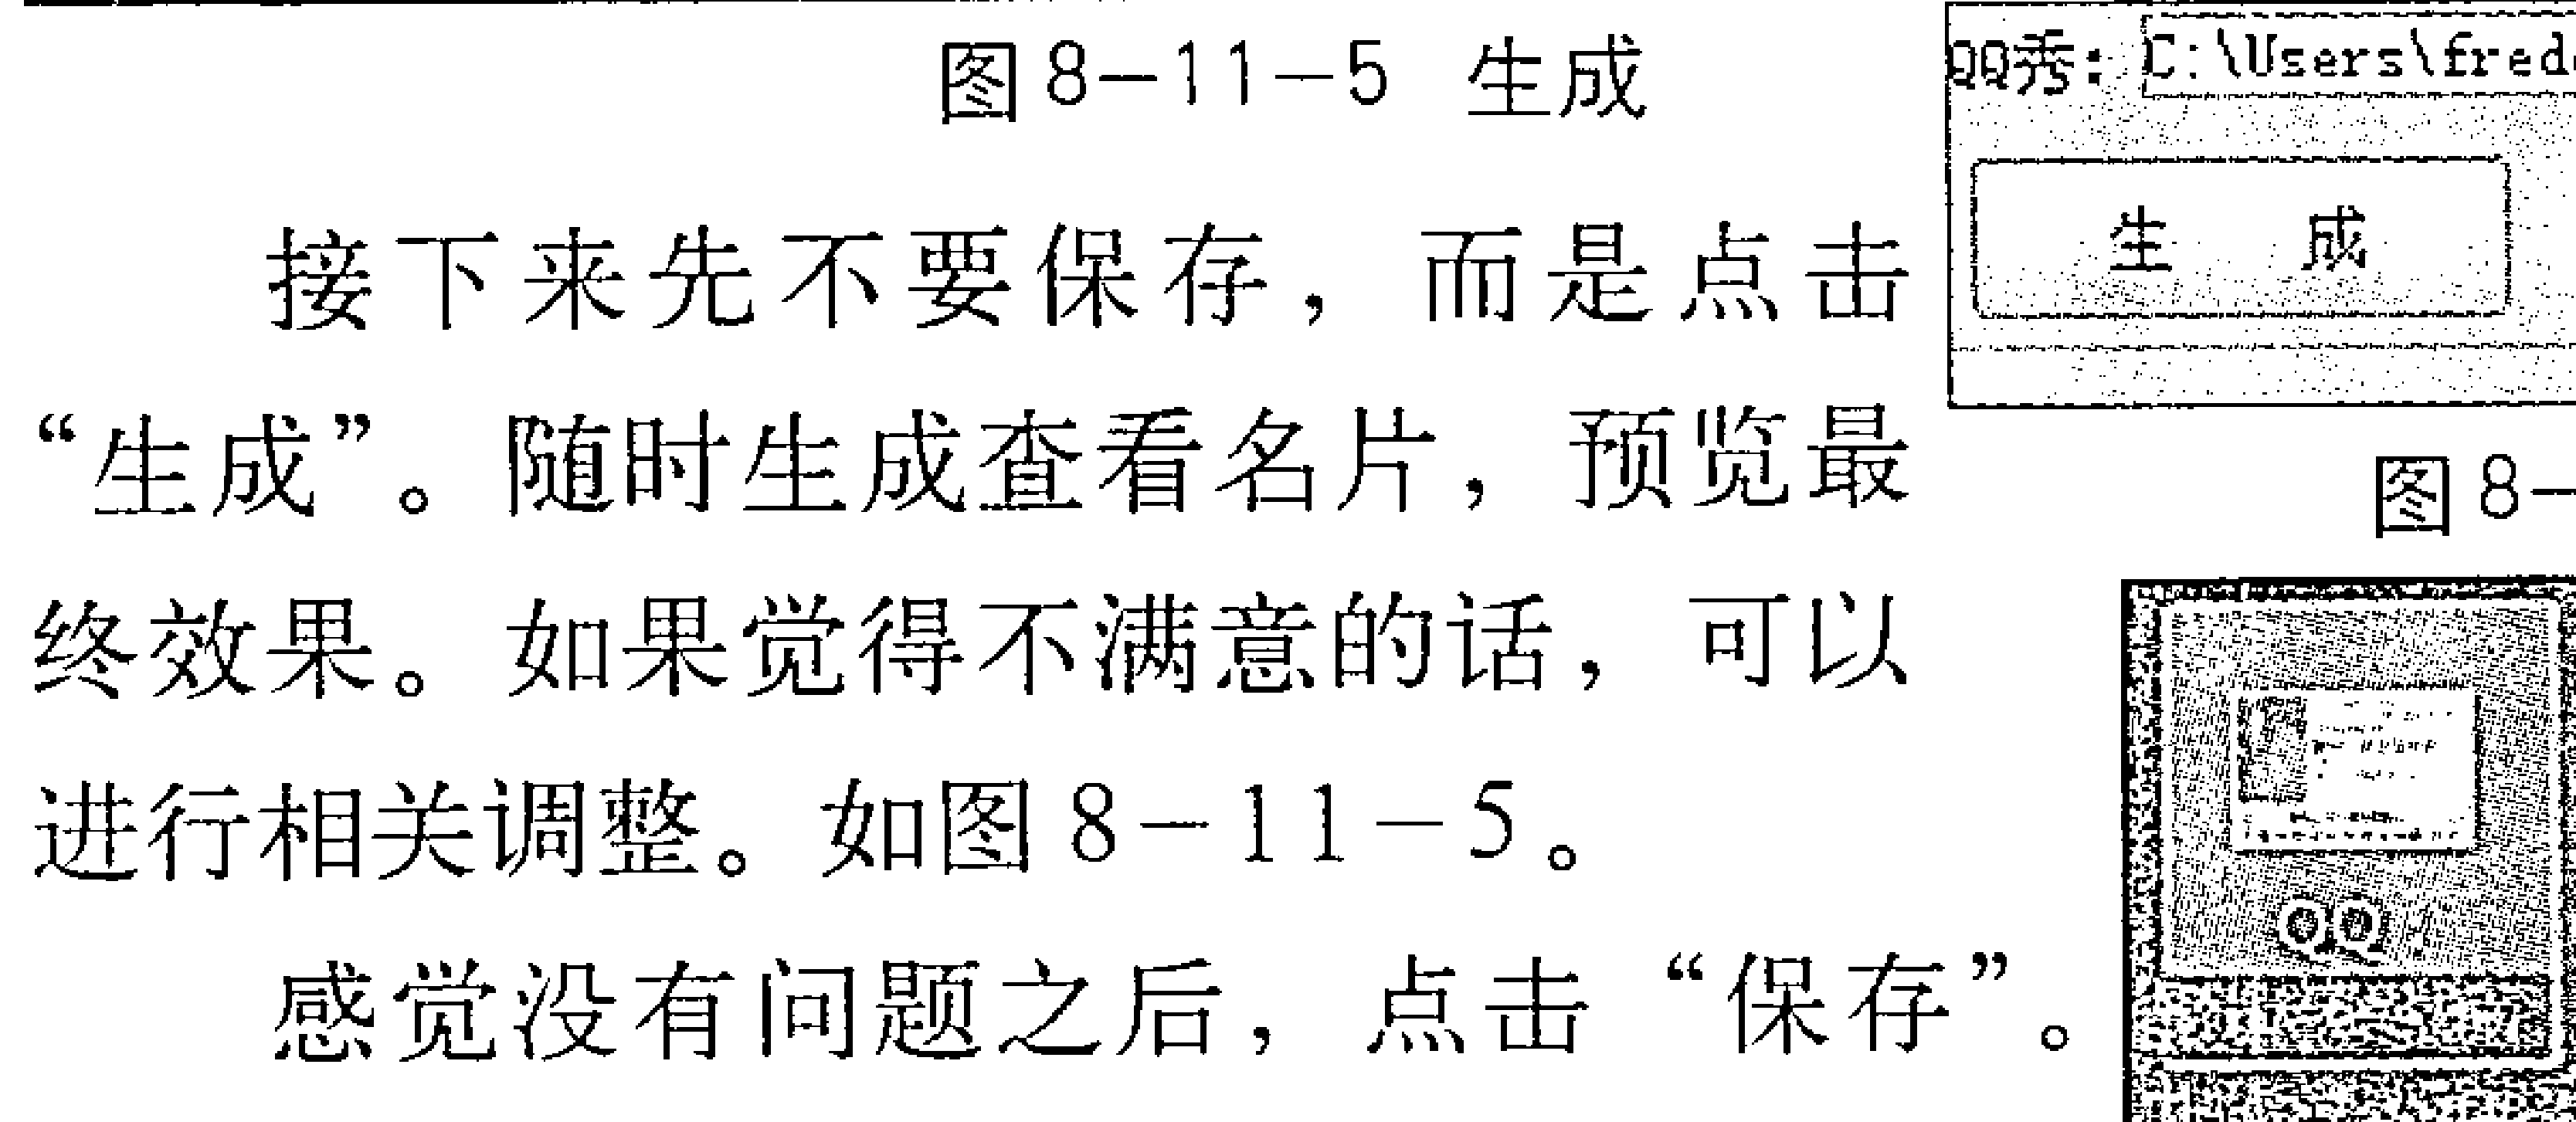 图8-11-5 生成
接下来先不要保存，而是点击
“生成”。随时生成查看名片，预览最
终效果。如果觉得不满意的话，可以
进行相关调整。如图8-11-5。
感觉没有问题之后，点击“保存”。
QQ秀: C:\Users\fred
生 成
图8-
QQ